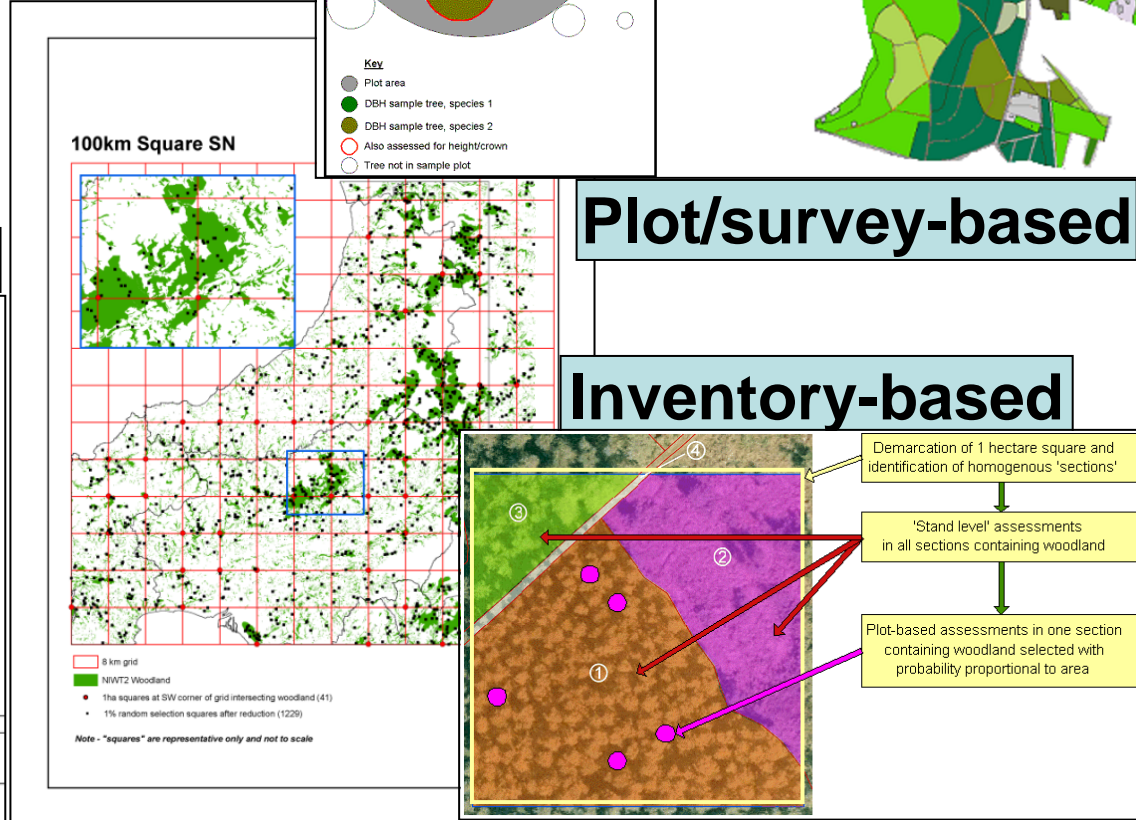 Key
Plot area
DBH sample tree, species 1
DBH sample tree, species 2
Also assessed for height/crown
Tree not in sample plot
100km Square SN
Plot/survey-based
Inventory-based
8 km grid
NIWT2 Woodland
1ha squares at SW corner of grid intersecting woodland (41)
1% random selection squares after reduction (1229)
Note - "squares" are representative only and not to scale
④
③
②
①
Demarcation of 1 hectare square and
identification of homogenous 'sections'
'Stand level' assessments
in all sections containing woodland
Plot-based assessments in one section
containing woodland selected with
probability proportional to area